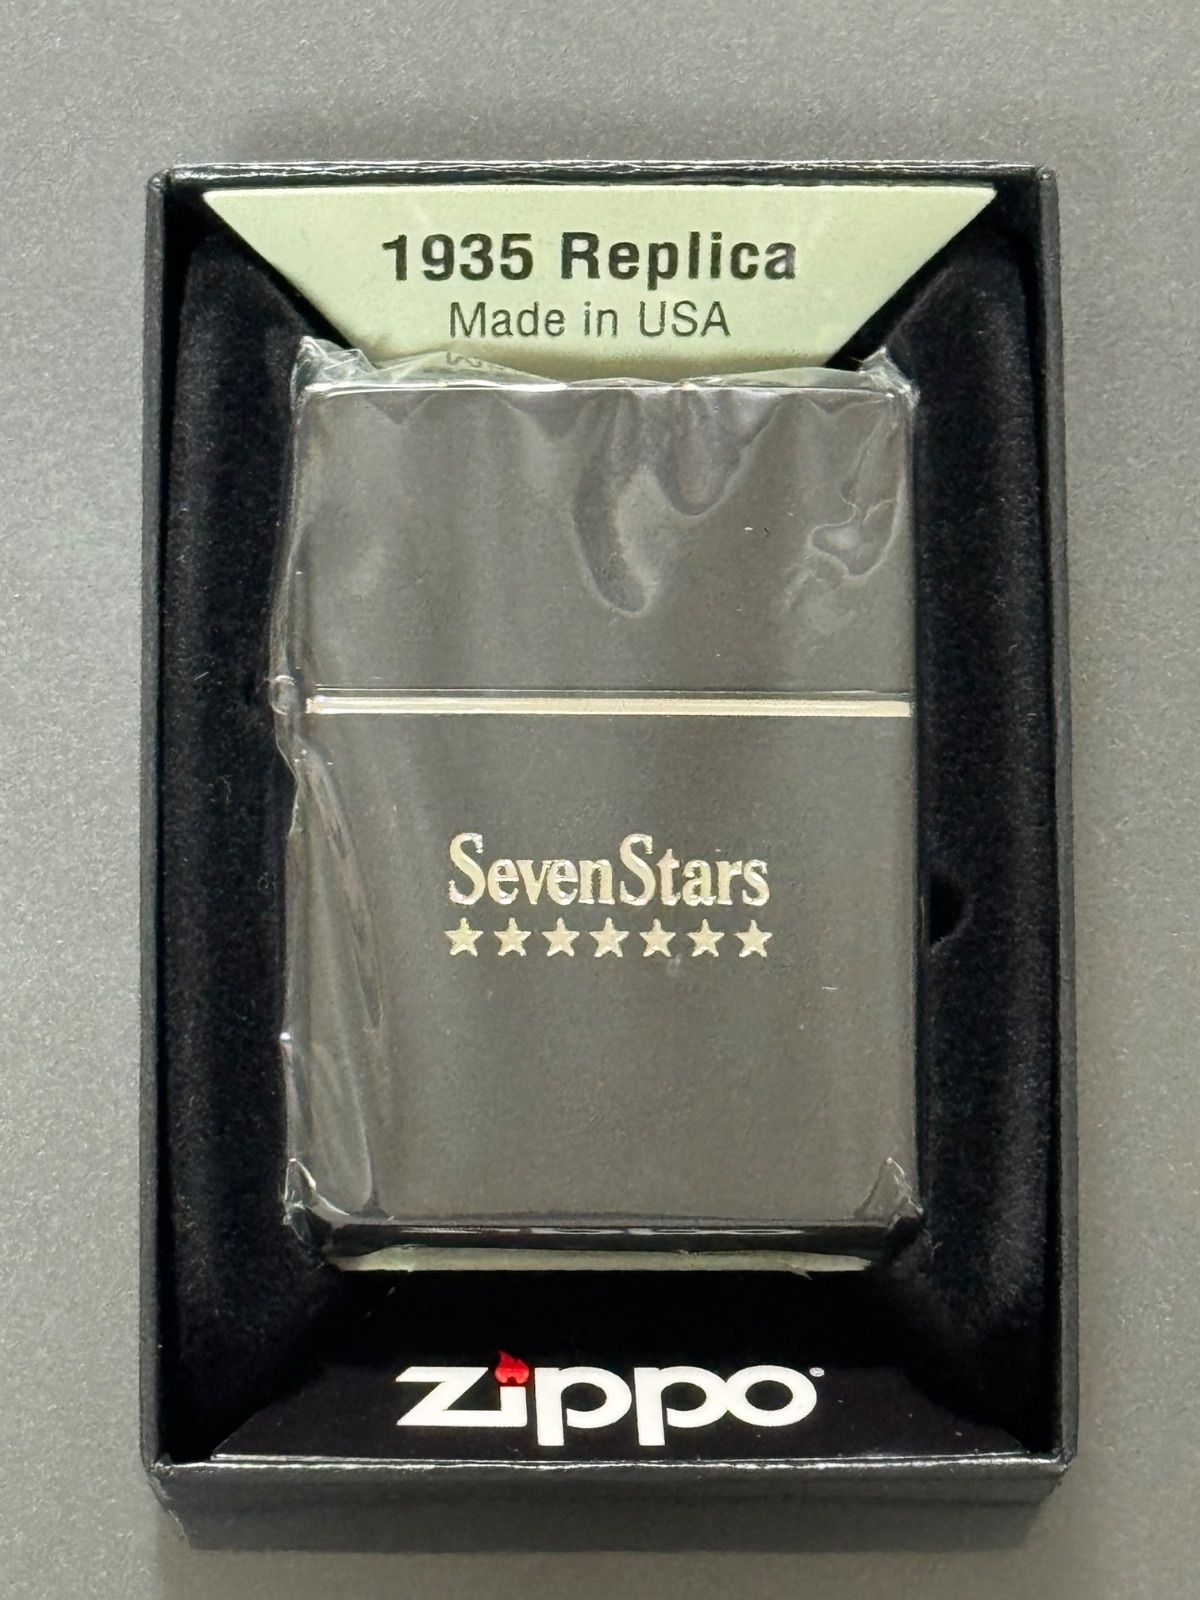 1935 Replica
Made in USA
SevenStars
★★★★★★★
zippo®